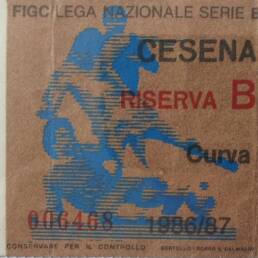 FIGC/LEGA NAZIONALE SERIE B
CESENA
RISERVA B
Curva
006468 1986/87
CONSERVARE PER IL CONTROLLO